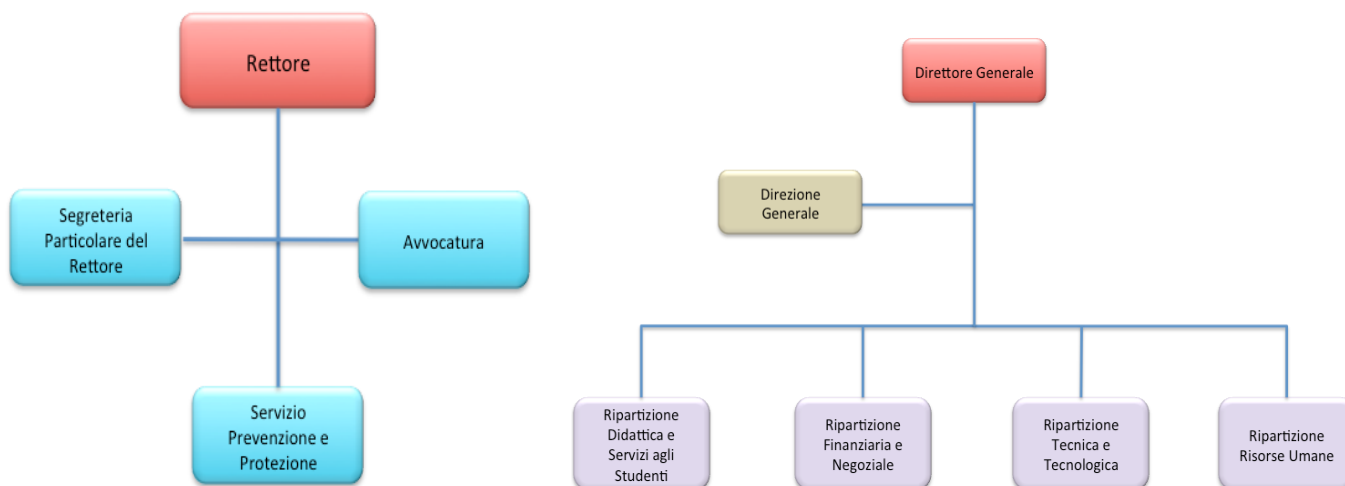 Rettore
Segreteria
Particolare del
Rettore
Avvocatura
Servizio
Prevenzione e
Protezione
Direttore Generale
Direzione
Generale
Ripartizione
Didattica e
Servizi agli
Studenti
Ripartizione
Finanziaria e
Negoziale
Ripartizione
Tecnica e
Tecnologica
Ripartizione
Risorse Umane